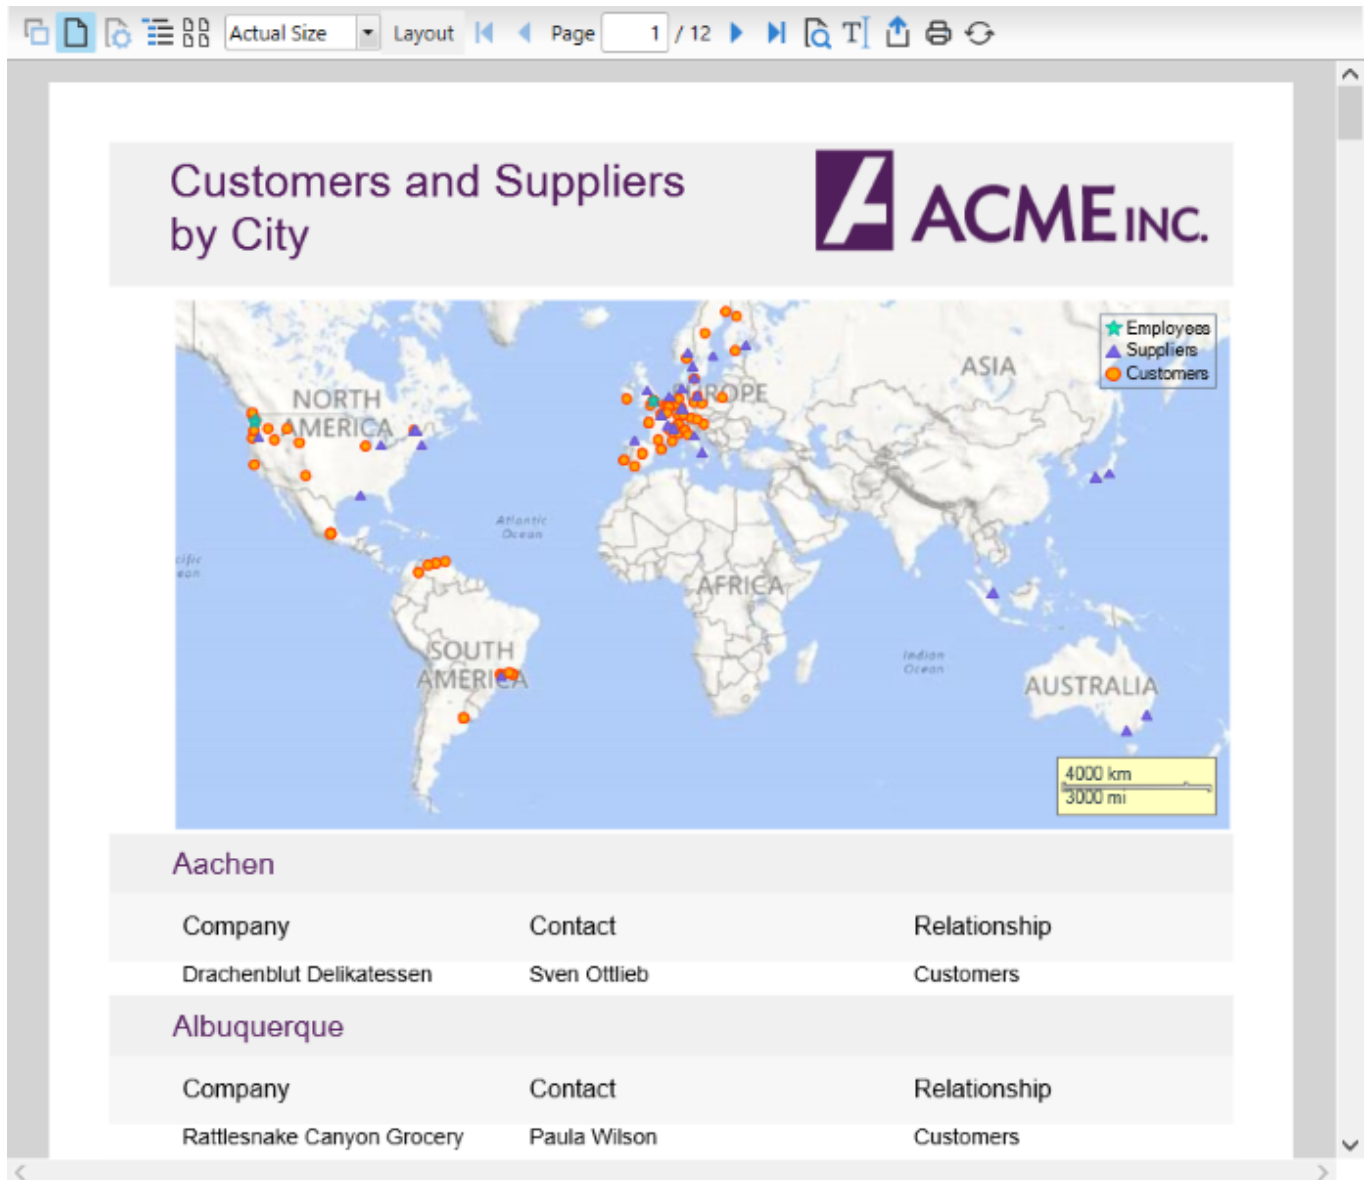 Actual Size Layout Page 1 / 12
Customers and Suppliers
by City
ACME INC.
Employees
Suppliers
Customers
ASIA
EUROPE
NORTH
AMERICA
Atlantic
Ocean
AFRICA
SOUTH
AMERICA
Indian
Ocean
AUSTRALIA
4000 km
3000 mi
Aachen
Company Contact Relationship
Drachenblut Delikatessen Sven Ottlieb Customers
Albuquerque
Company Contact Relationship
Rattlesnake Canyon Grocery Paula Wilson Customers